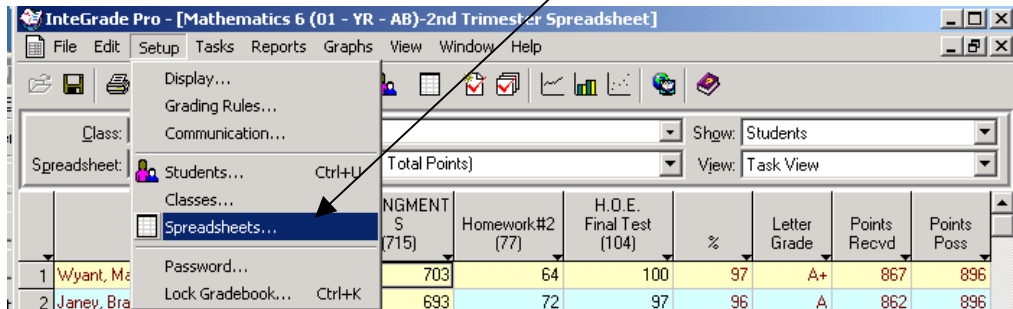 InteGrade Pro - [Mathematics 6 (01 - YR - AB)-2nd Trimester Spreadsheet]
File Edit Setup Tasks Reports Graphs View Window Help
Display...
Grading Rules...
Class: Communication... Show: Students
Spreadsheet: Students... Ctrl+U Total Points) View: Task View
Classes...
Spreadsheets...
Password...
Lock Gradebook... Ctrl+K
NGMENT
S
(715)
Homework#2
(77)
H.O.E.
Final Test
(104)
%
Letter
Grade
Points
Recvd
Points
Poss
1 Wyant, Ma 703 64 100 97 A+ 867 896
2 Janey, Bra 693 72 97 96 A 862 896